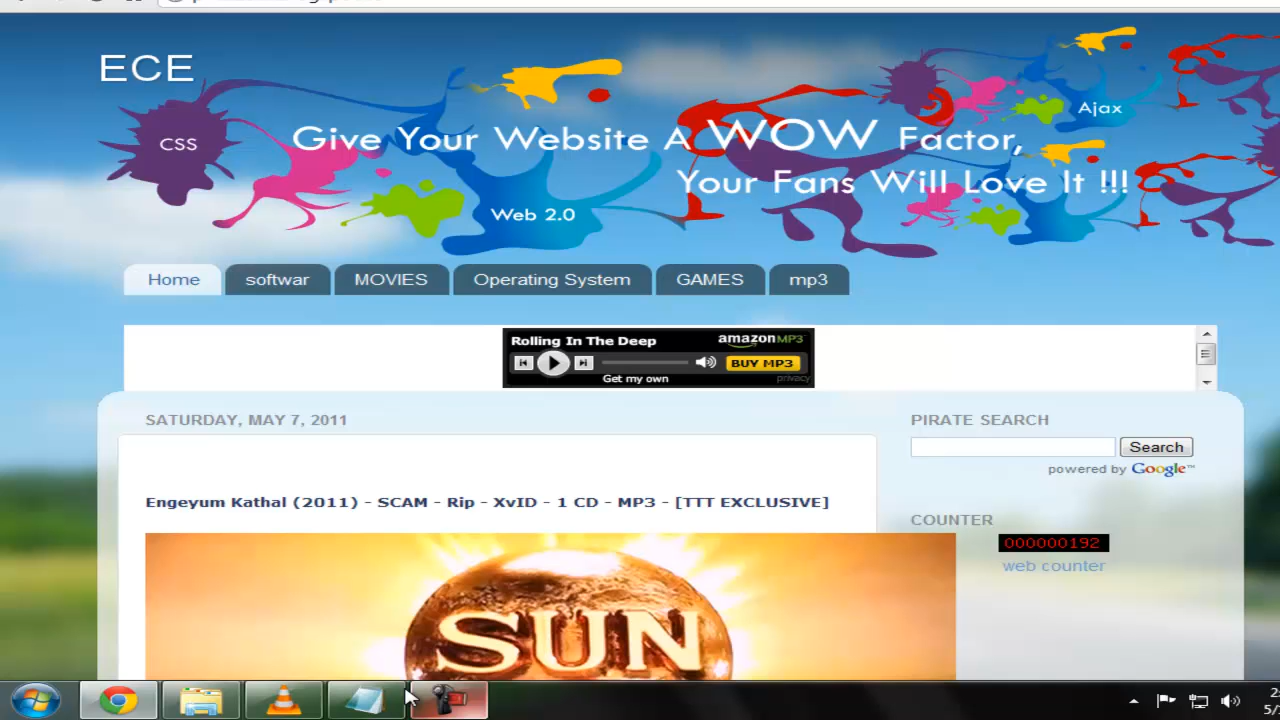 ECE
CSS
Give Your Website A WOW Factor,
Your Fans Will Love It !!!
Ajax
Web 2.0
Home softwar MOVIES Operating System GAMES mp3
Rolling In The Deep amazonMP3
BUY MP3
Get my own privacy
SATURDAY, MAY 7, 2011
Engeyum Kathal (2011) - SCAM - Rip - XvID - 1 CD - MP3 - [TTT EXCLUSIVE]
SUN
PIRATE SEARCH
Search
powered by Google™
COUNTER
000000192
web counter